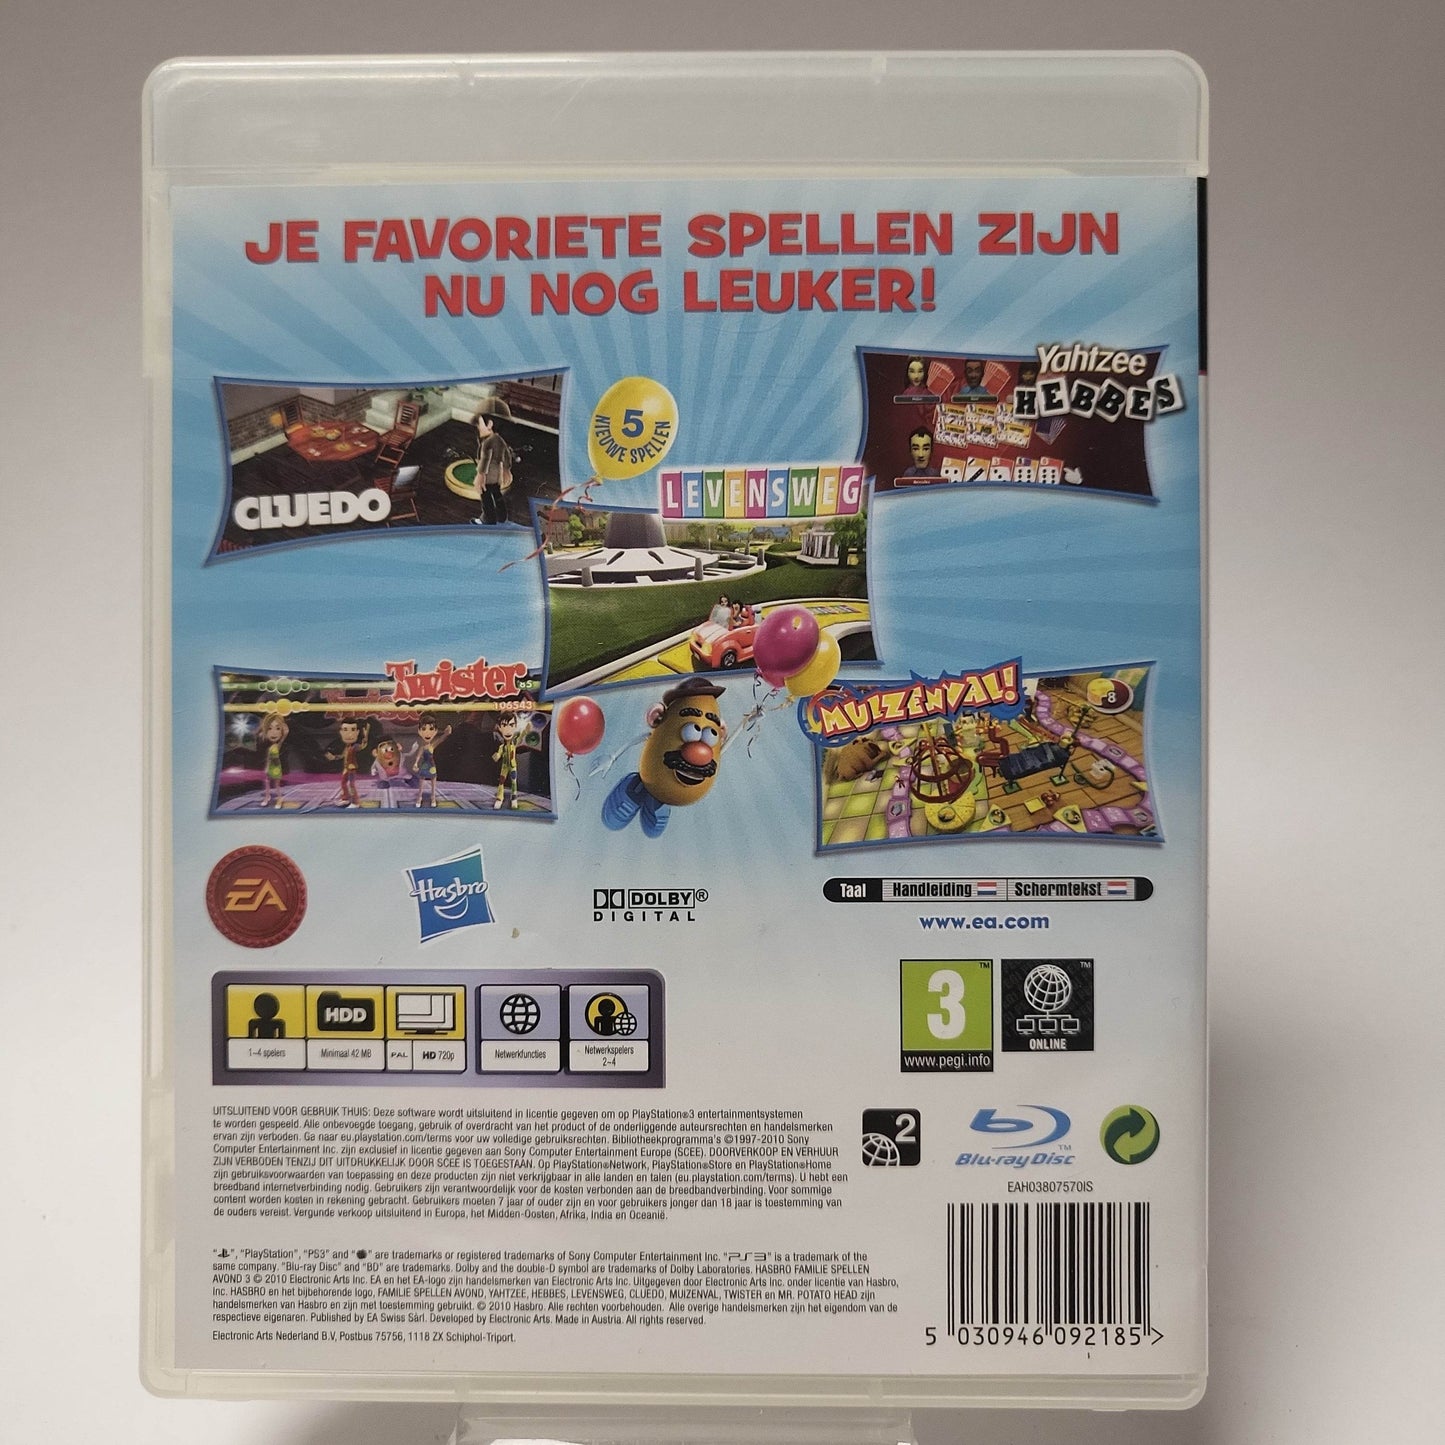 JE FAVORIETE SPELLEN ZIJN
NU NOG LEUKER!
CLUEDO
5
NIEUWE SPELLEN
LEVENSWEG
Yahtzee
HEBBES
Twister
85
106543
MUIZENVAL!
8
EA
Hasbro
DOLBY®
DIGITAL
Taal Handleiding Schermtekst
www.ea.com
1-4 spelers
HDD
Minimaal 42 MB
PAL HD 720p
Netwerkfuncties
Netwerkspelers
2-4
3
™
www.pegi.info
™
ONLINE
UITSLUITEND VOOR GEBRUIK THUIS: Deze software wordt uitsluitend in licentie gegeven om op PlayStation®3 entertainmentsystemen
te worden gespeeld. Alle onbevoegde toegang, gebruik of overdracht van het product of de onderliggende auteursrechten en handelsmerken
ervan zijn verboden. Ga naar eu.playstation.com/terms voor uw volledige gebruiksrechten. Bibliotheekprogramma's ©1997-2010 Sony
Computer Entertainment Inc. zijn exclusief in licentie gegeven aan Sony Computer Entertainment Europe (SCEE). DOORVERKOOP EN VERHUUR
ZIJN VERBODEN TENZIJ DIT UITDRUKKELIJK DOOR SCEE IS TOEGESTAAN. Op PlayStation®Network, PlayStation®Store en PlayStation®Home
zijn gebruiksvoorwaarden van toepassing en deze producten zijn niet verkrijgbaar in alle landen en talen (eu.playstation.com/terms). U hebt een
breedband internetverbinding nodig. Gebruikers zijn verantwoordelijk voor de kosten verbonden aan de breedbandverbinding. Voor sommige
content worden kosten in rekening gebracht. Gebruikers moeten 7 jaar of ouder zijn en voor gebruikers jonger dan 18 jaar is toestemming van
de ouders vereist. Vergunde verkoop uitsluitend in Europa, het Midden-Oosten, Afrika, India en Oceanië.
2
Blu-ray Disc™
EAH03807570IS
" ", "PlayStation", "PS3" and " " are trademarks or registered trademarks of Sony Computer Entertainment Inc. "PS3" is a trademark of the
same company. "Blu-ray Disc" and "BD" are trademarks. Dolby and the double-D symbol are trademarks of Dolby Laboratories. HASBRO FAMILIE SPELLEN
AVOND 3 © 2010 Electronic Arts Inc. EA en het EA-logo zijn handelsmerken van Electronic Arts Inc. Uitgegeven door Electronic Arts Inc. onder licentie van Hasbro,
Inc. HASBRO en het bijbehorende logo, FAMILIE SPELLEN AVOND, YAHTZEE, HEBBES, LEVENSWEG, CLUEDO, MUIZENVAL, TWISTER en MR. POTATO HEAD zijn
handelsmerken van Hasbro en zijn met toestemming gebruikt. © 2010 Hasbro. Alle rechten voorbehouden. Alle overige handelsmerken zijn het eigendom van de
respectieve eigenaren. Published by EA Swiss Sàrl. Developed by Electronic Arts. Made in Austria. All rights reserved.
Electronic Arts Nederland B.V, Postbus 75756, 1118 ZX Schiphol-Triport.
5 030946 092185 >